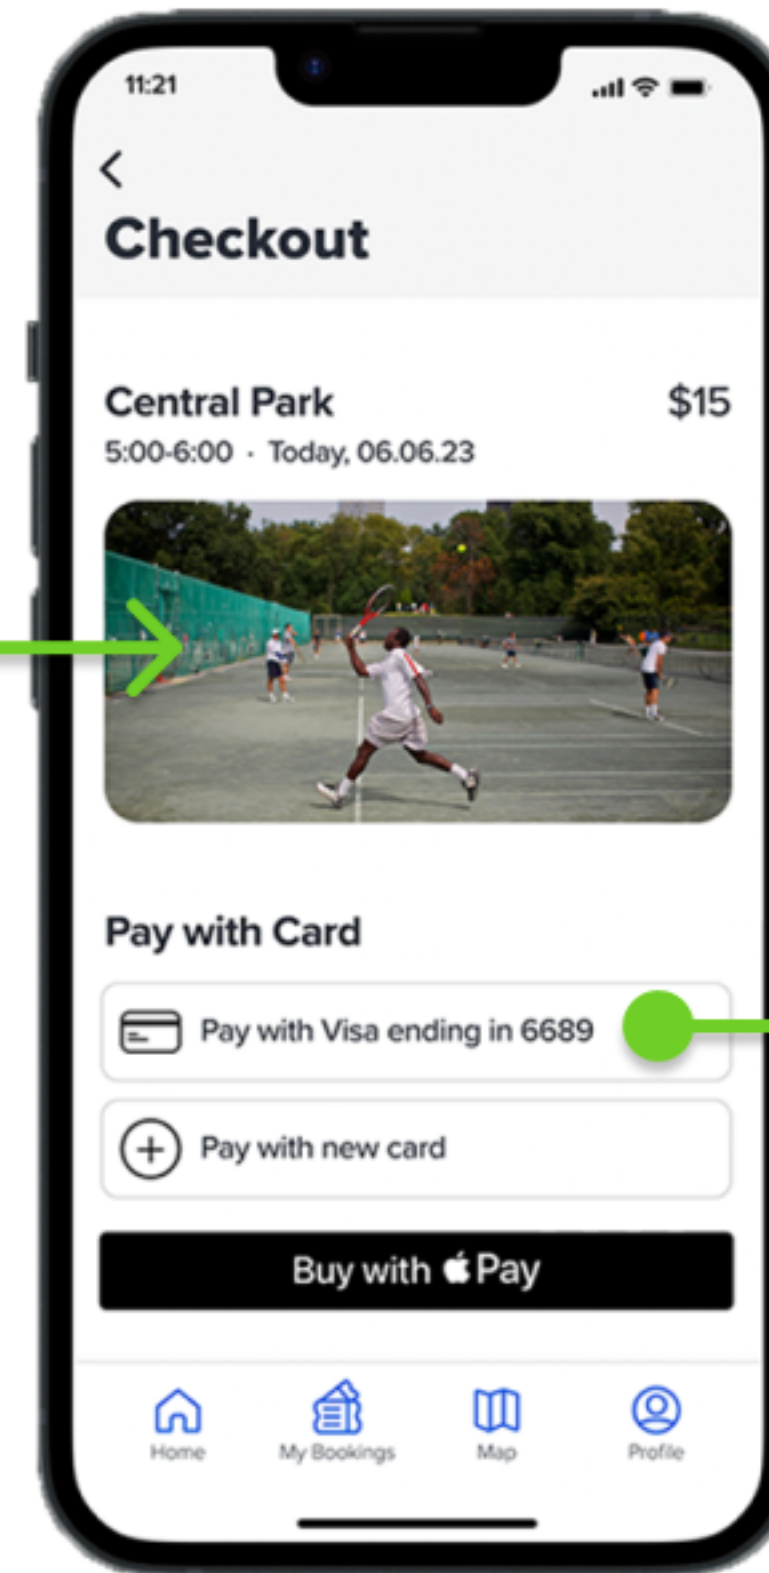 11:21
Checkout
Central Park $15
5:00-6:00 · Today, 06.06.23
Pay with Card
Pay with Visa ending in 6689
Pay with new card
Buy with Pay
Home My Bookings Map Profile